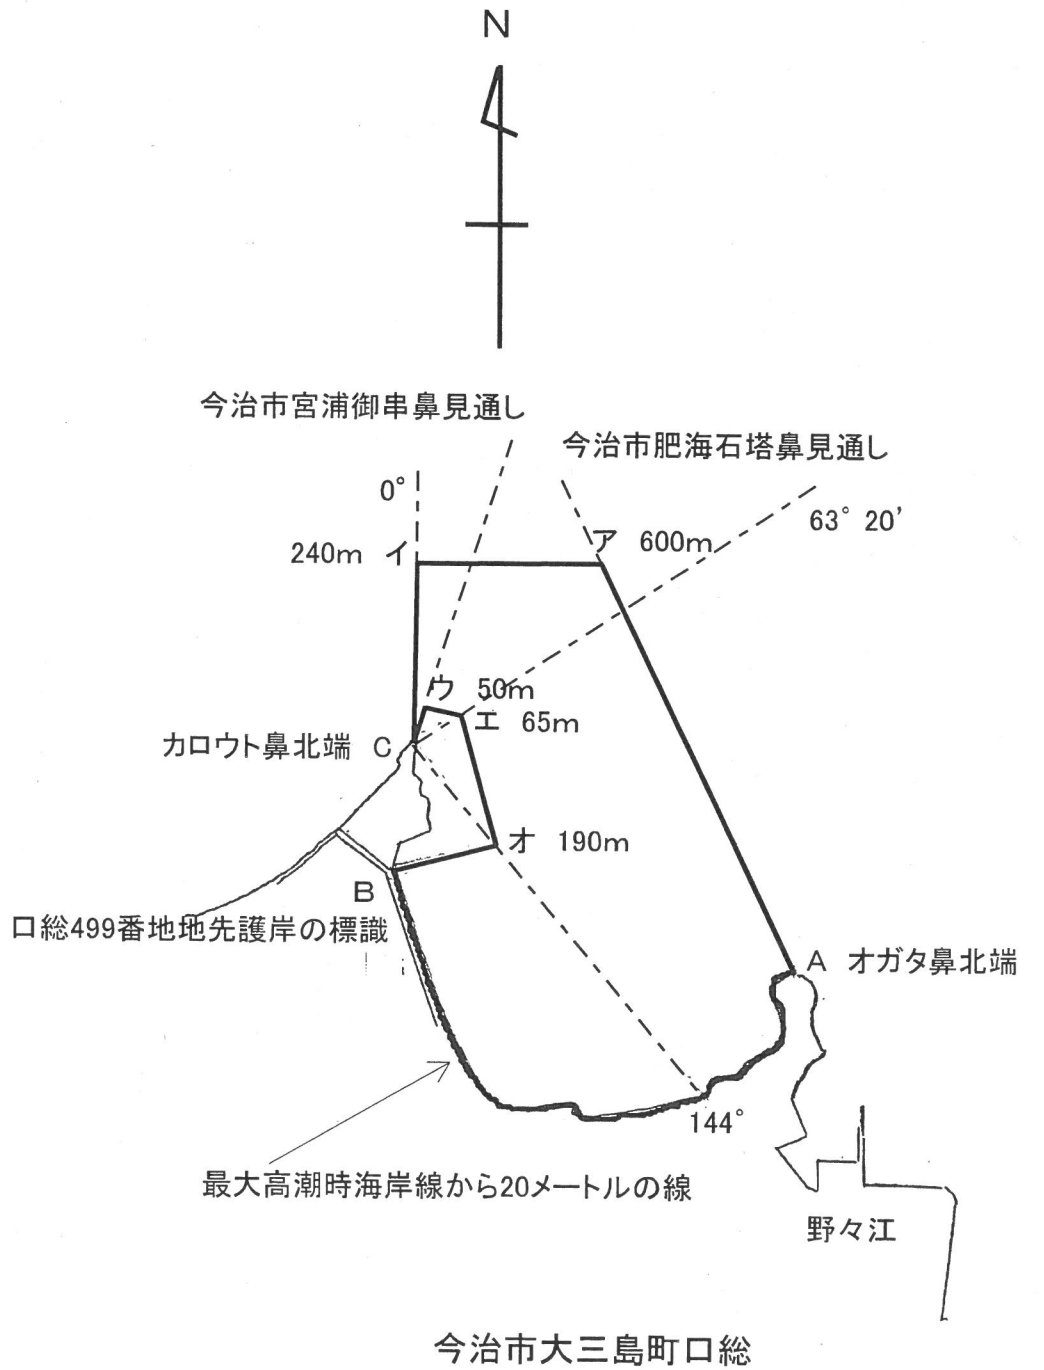 N
今治市宮浦御串鼻見通し
今治市肥海石塔鼻見通し
0°
63° 20'
240m イ
ア 600m
ウ 50m
エ 65m
カロウト鼻北端 C
オ 190m
B
口総499番地地先護岸の標識
A オガタ鼻北端
144°
最大高潮時海岸線から20メートルの線
野々江
今治市大三島町口総